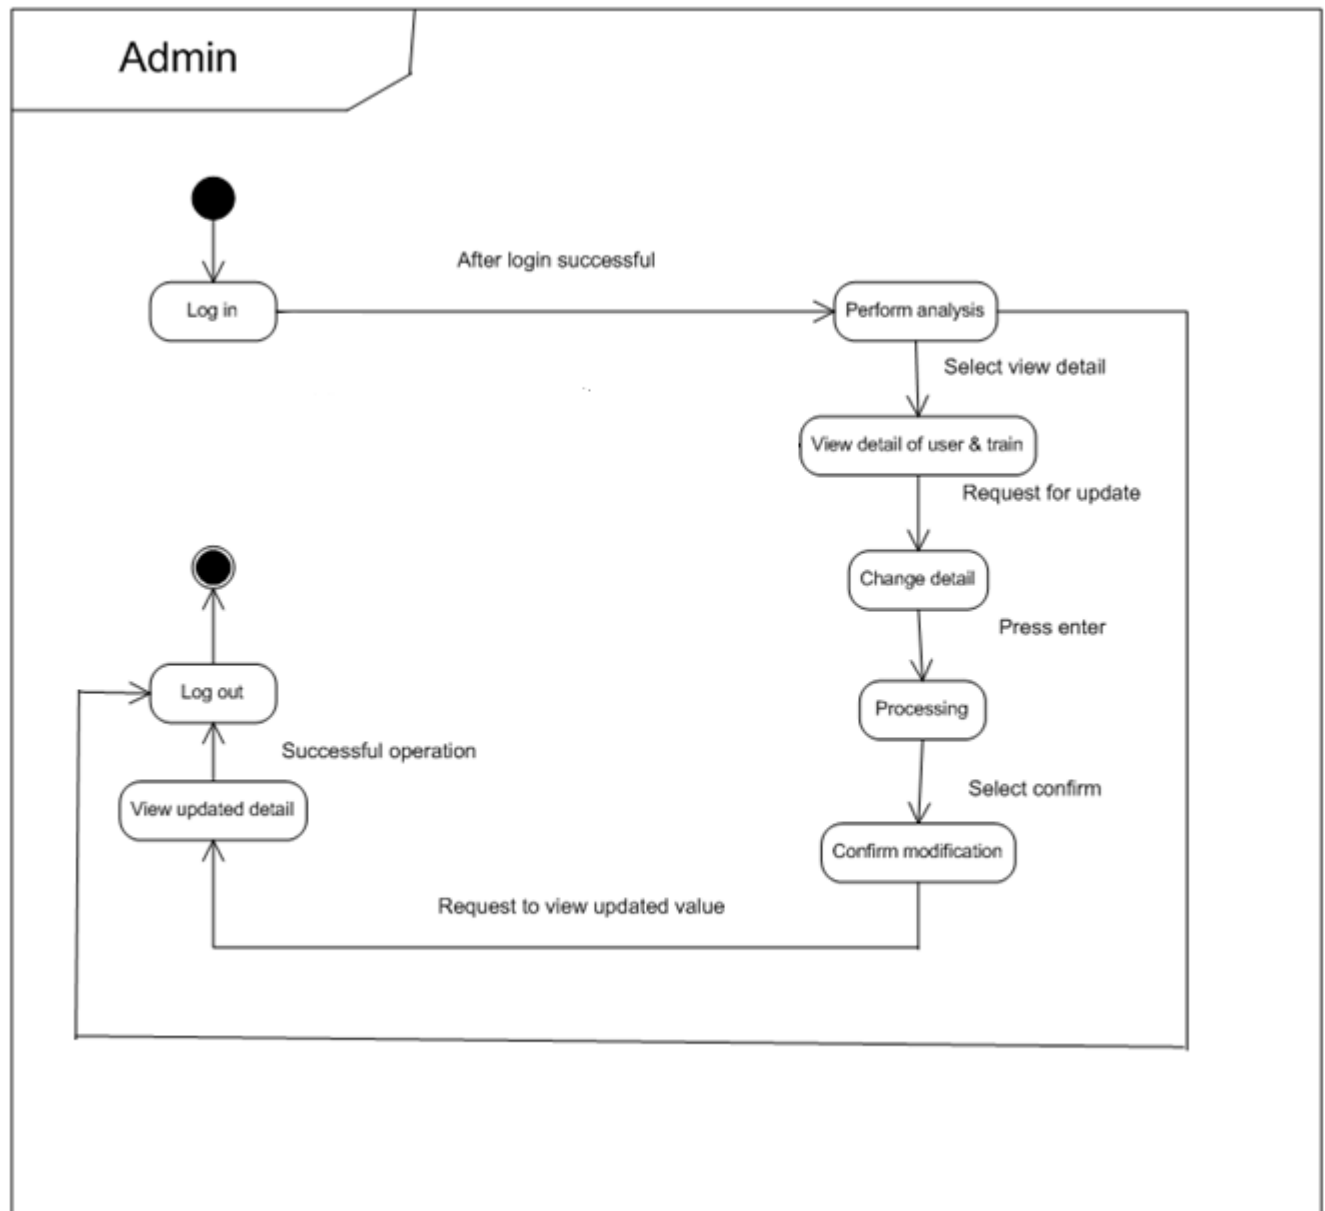 Admin
After login successful
Log in
Perform analysis
Select view detail
View detail of user & train
Request for update
Change detail
Press enter
Log out
Processing
Successful operation
Select confirm
View updated detail
Confirm modification
Request to view updated value